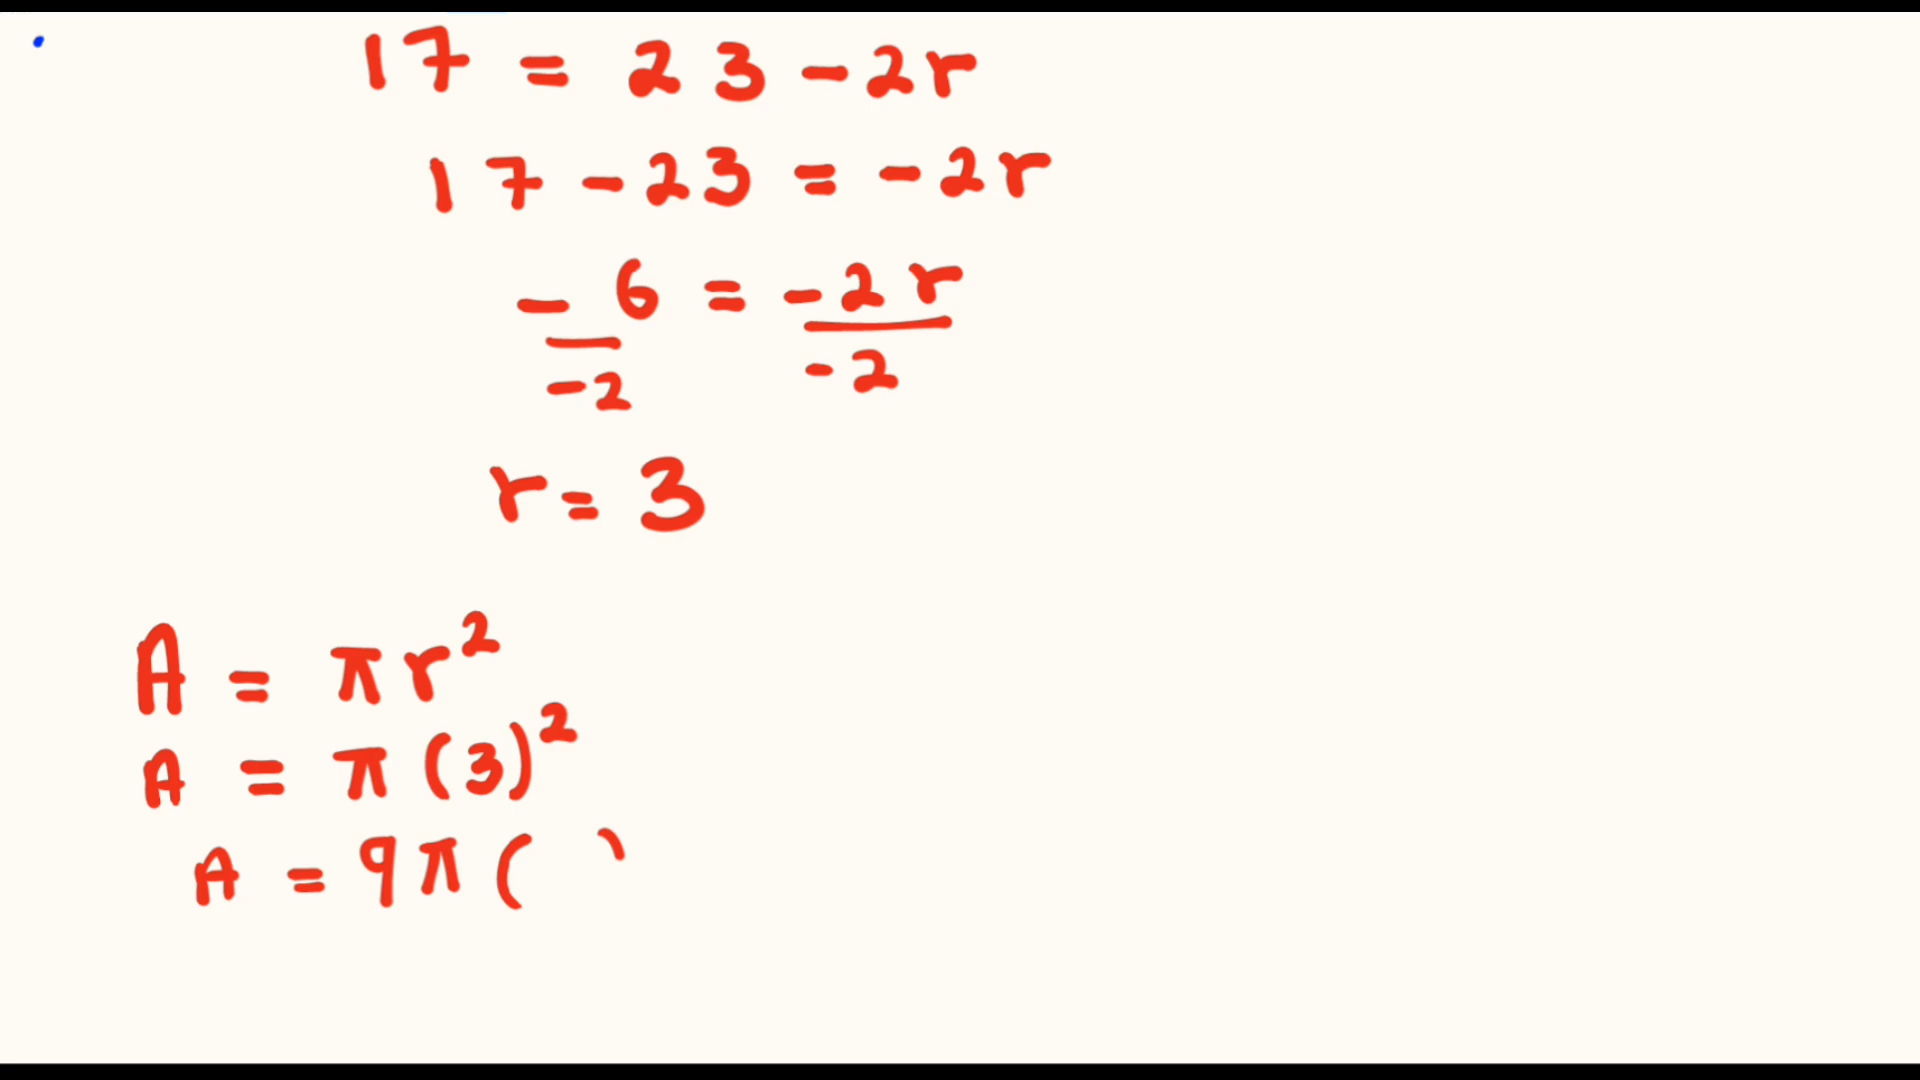 17 = 23 - 2r
17 - 23 = -2r
-6 = -2r
-2 -2
r = 3
A = πr²
A = π(3)²
A = 9π( )